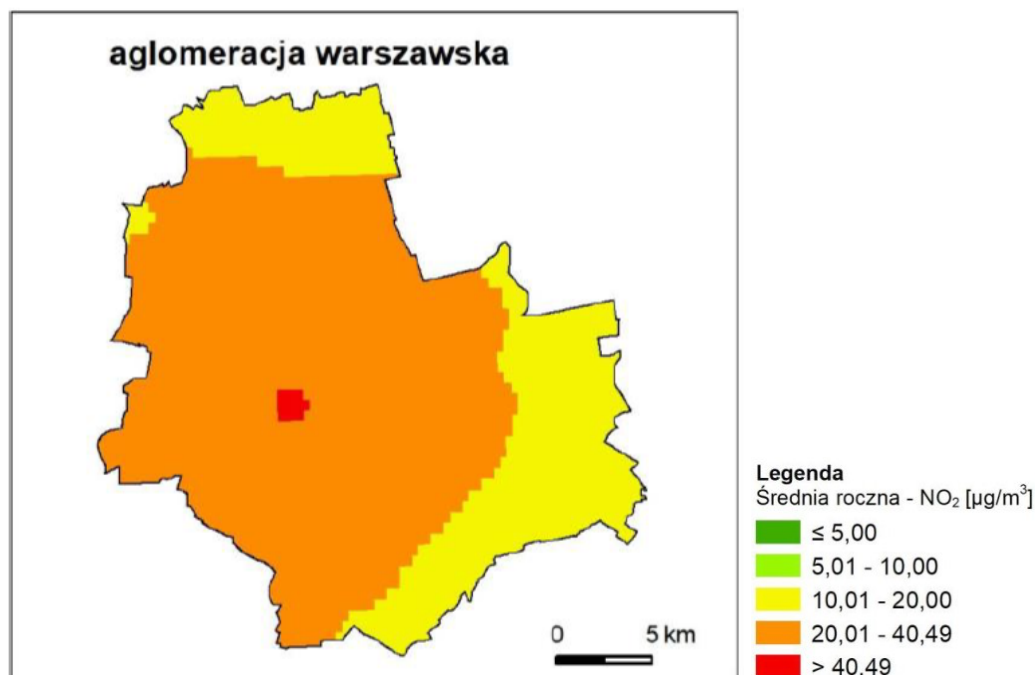 aglomeracja warszawska
0 5 km
Legenda
Średnia roczna - NO₂ [µg/m³]
≤ 5,00
5,01 - 10,00
10,01 - 20,00
20,01 - 40,49
> 40,49